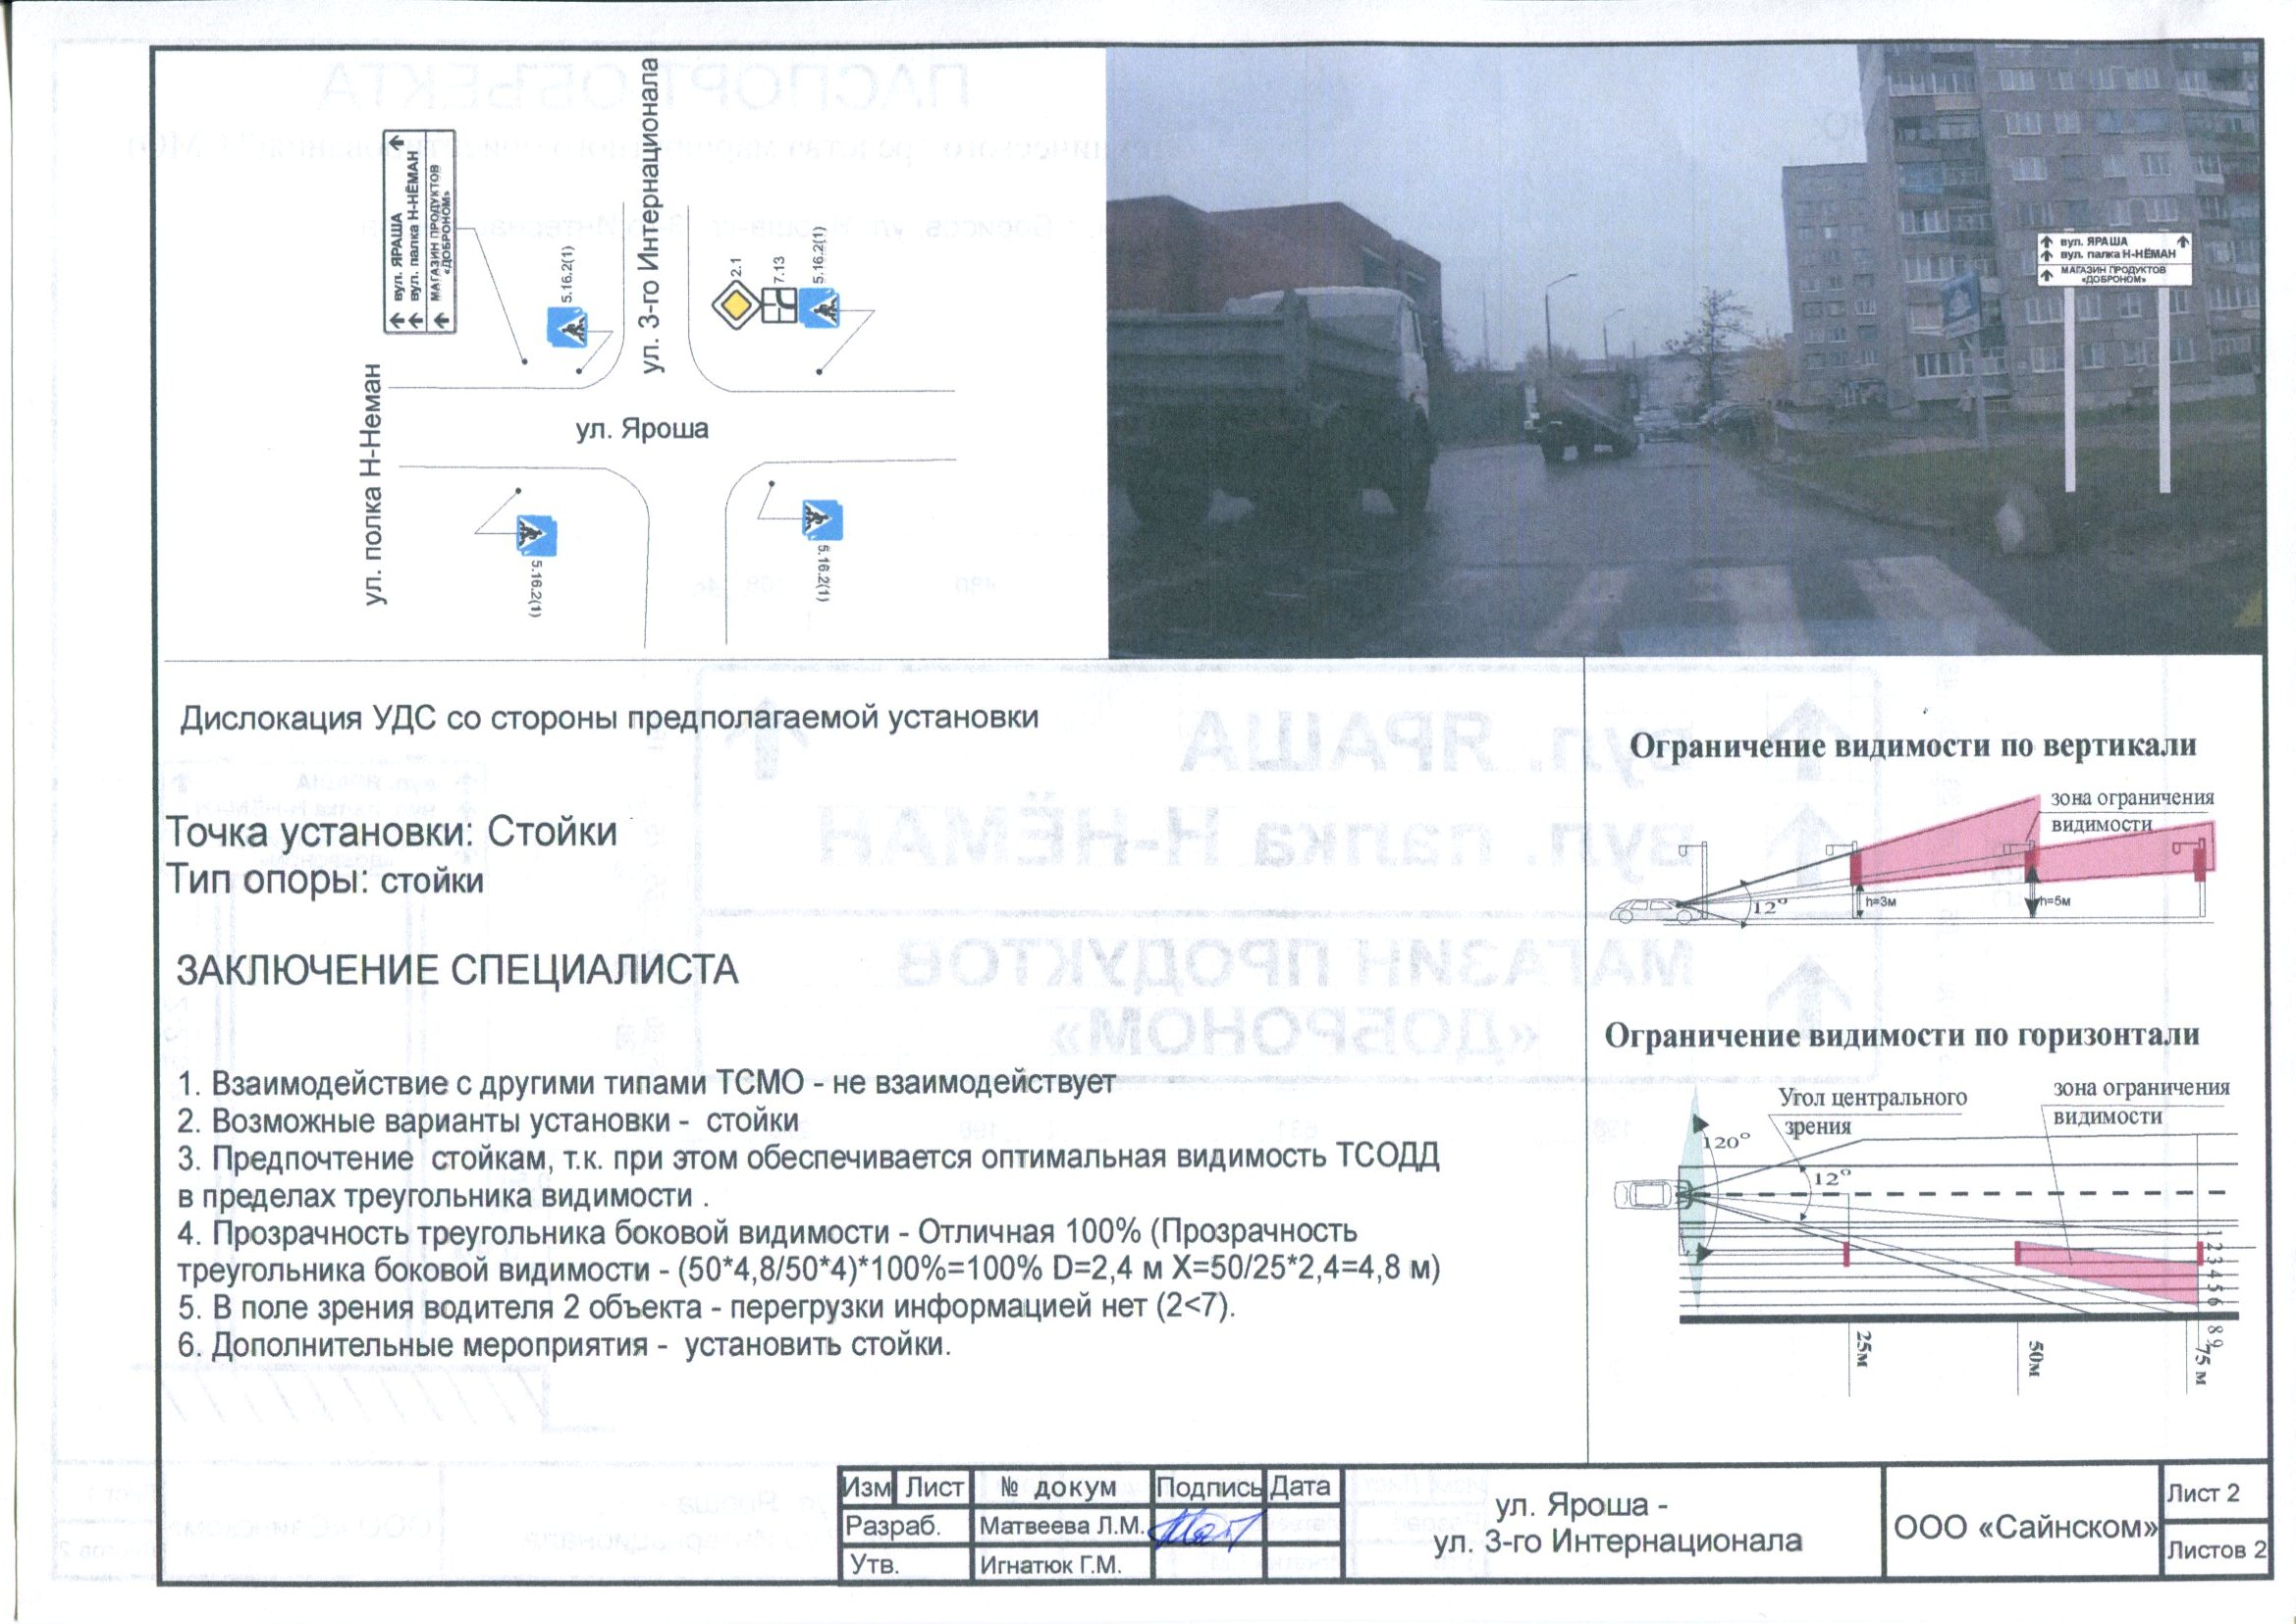 вул. ЯРАША
вул. палка Н-НЁМАН
МАГАЗИН ПРОДУКТОВ
«ДОБРОНОМ»
5.16.2(1)
ул. 3-го Интернационала
2.1
7.13
5.16.2(1)
ул. полка Н-Неман
ул. Яроша
5.16.2(1)
5.16.2(1)
вул. ЯРАША
вул. палка Н-НЁМАН
МАГАЗИН ПРОДУКТОВ
«ДОБРОНОМ»
Дислокация УДС со стороны предполагаемой установки
Точка установки: Стойки
Тип опоры: стойки
ЗАКЛЮЧЕНИЕ СПЕЦИАЛИСТА
1. Взаимодействие с другими типами ТСМО - не взаимодействует
2. Возможные варианты установки - стойки
3. Предпочтение стойкам, т.к. при этом обеспечивается оптимальная видимость ТСОДД
в пределах треугольника видимости .
4. Прозрачность треугольника боковой видимости - Отличная 100% (Прозрачность
треугольника боковой видимости - (50*4,8/50*4)*100%=100% D=2,4 м X=50/25*2,4=4,8 м)
5. В поле зрения водителя 2 объекта - перегрузки информацией нет (2<7).
6. Дополнительные мероприятия - установить стойки.
Ограничение видимости по вертикали
зона ограничения
видимости
12°
h=3м
h=5м
Ограничение видимости по горизонтали
Угол центрального
зрения
зона ограничения
видимости
120°
12°
1 2 3 4 5 6 8 9
25м
50м
75 м
Изм Лист № докум Подпись Дата
Разраб. Матвеева Л.М.
Утв. Игнатюк Г.М.
ул. Яроша -
ул. 3-го Интернационала
ООО «Сайнском»
Лист 2
Листов 2